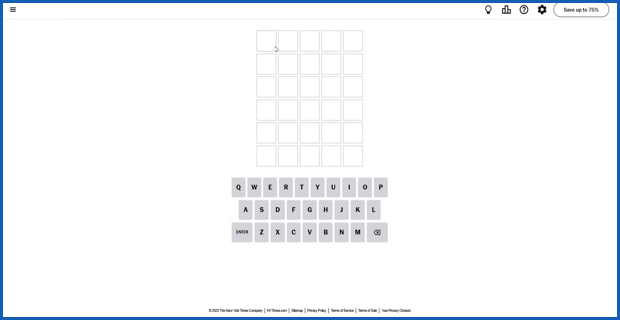 Save up to 75%
Q W E R T Y U I O P
A S D F G H J K L
ENTER Z X C V B N M
© 2023 The New York Times Company | NYTimes.com | Sitemap | Privacy Policy | Terms of Service | Terms of Sale | Your Privacy Choices